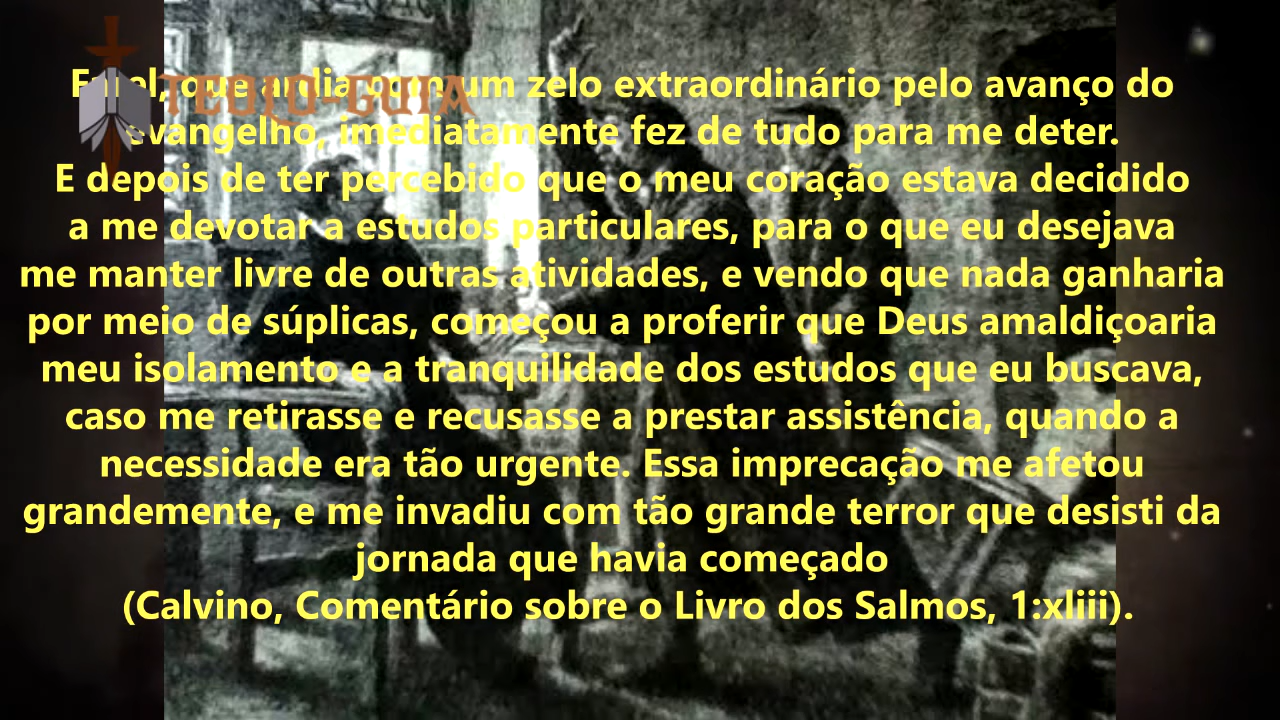 TEOLO-GUIA
Farel, que ardia com um zelo extraordinário pelo avanço do
evangelho, imediatamente fez de tudo para me deter.
E depois de ter percebido que o meu coração estava decidido
a me devotar a estudos particulares, para o que eu desejava
me manter livre de outras atividades, e vendo que nada ganharia
por meio de súplicas, começou a proferir que Deus amaldiçoaria
meu isolamento e a tranquilidade dos estudos que eu buscava,
caso me retirasse e recusasse a prestar assistência, quando a
necessidade era tão urgente. Essa imprecação me afetou
grandemente, e me invadiu com tão grande terror que desisti da
jornada que havia começado
(Calvino, Comentário sobre o Livro dos Salmos, 1:xliii).